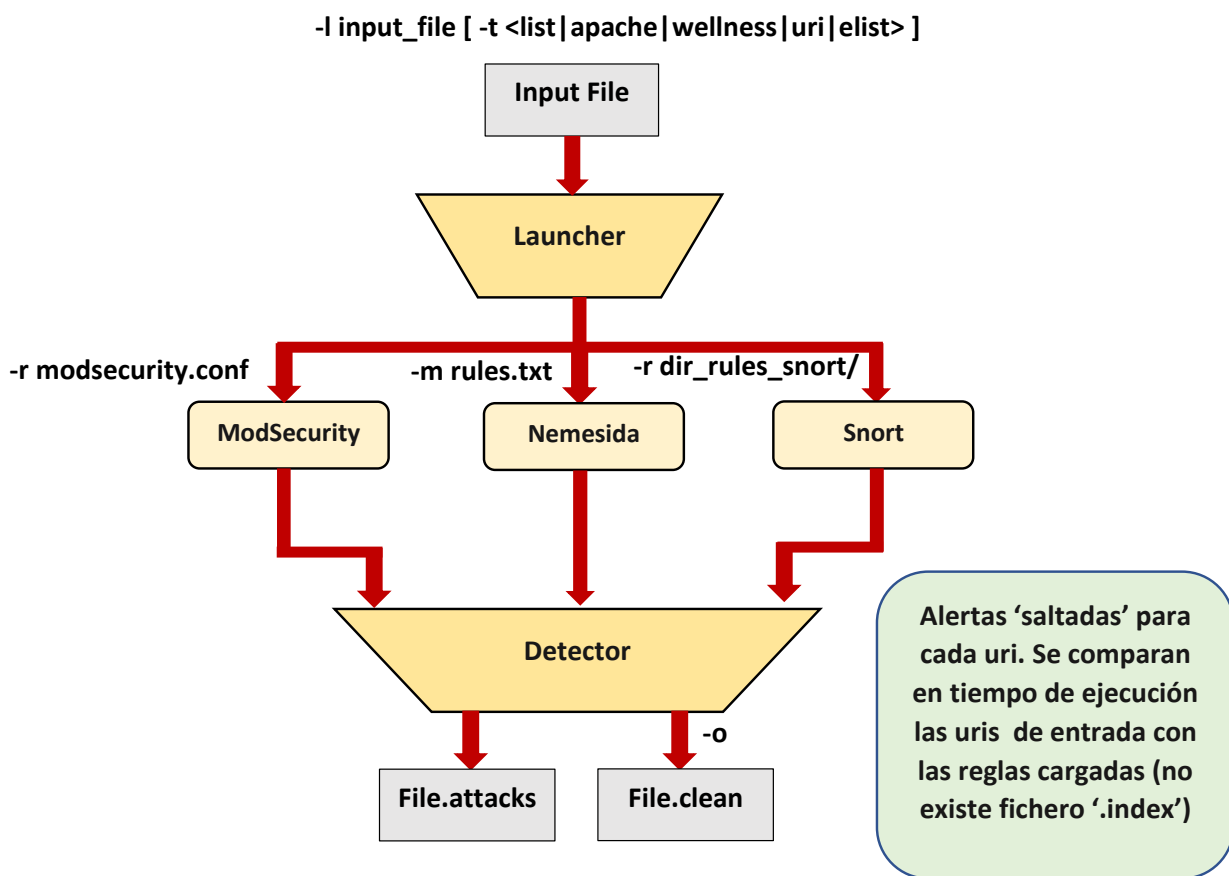 -l input_file [ -t <list|apache|wellness|uri|elist> ]
Input File
Launcher
-r modsecurity.conf
-m rules.txt
-r dir_rules_snort/
ModSecurity
Nemesida
Snort
Detector
-o
File.attacks
File.clean
Alertas ‘saltadas’ para
cada uri. Se comparan
en tiempo de ejecución
las uris de entrada con
las reglas cargadas (no
existe fichero ‘.index’)